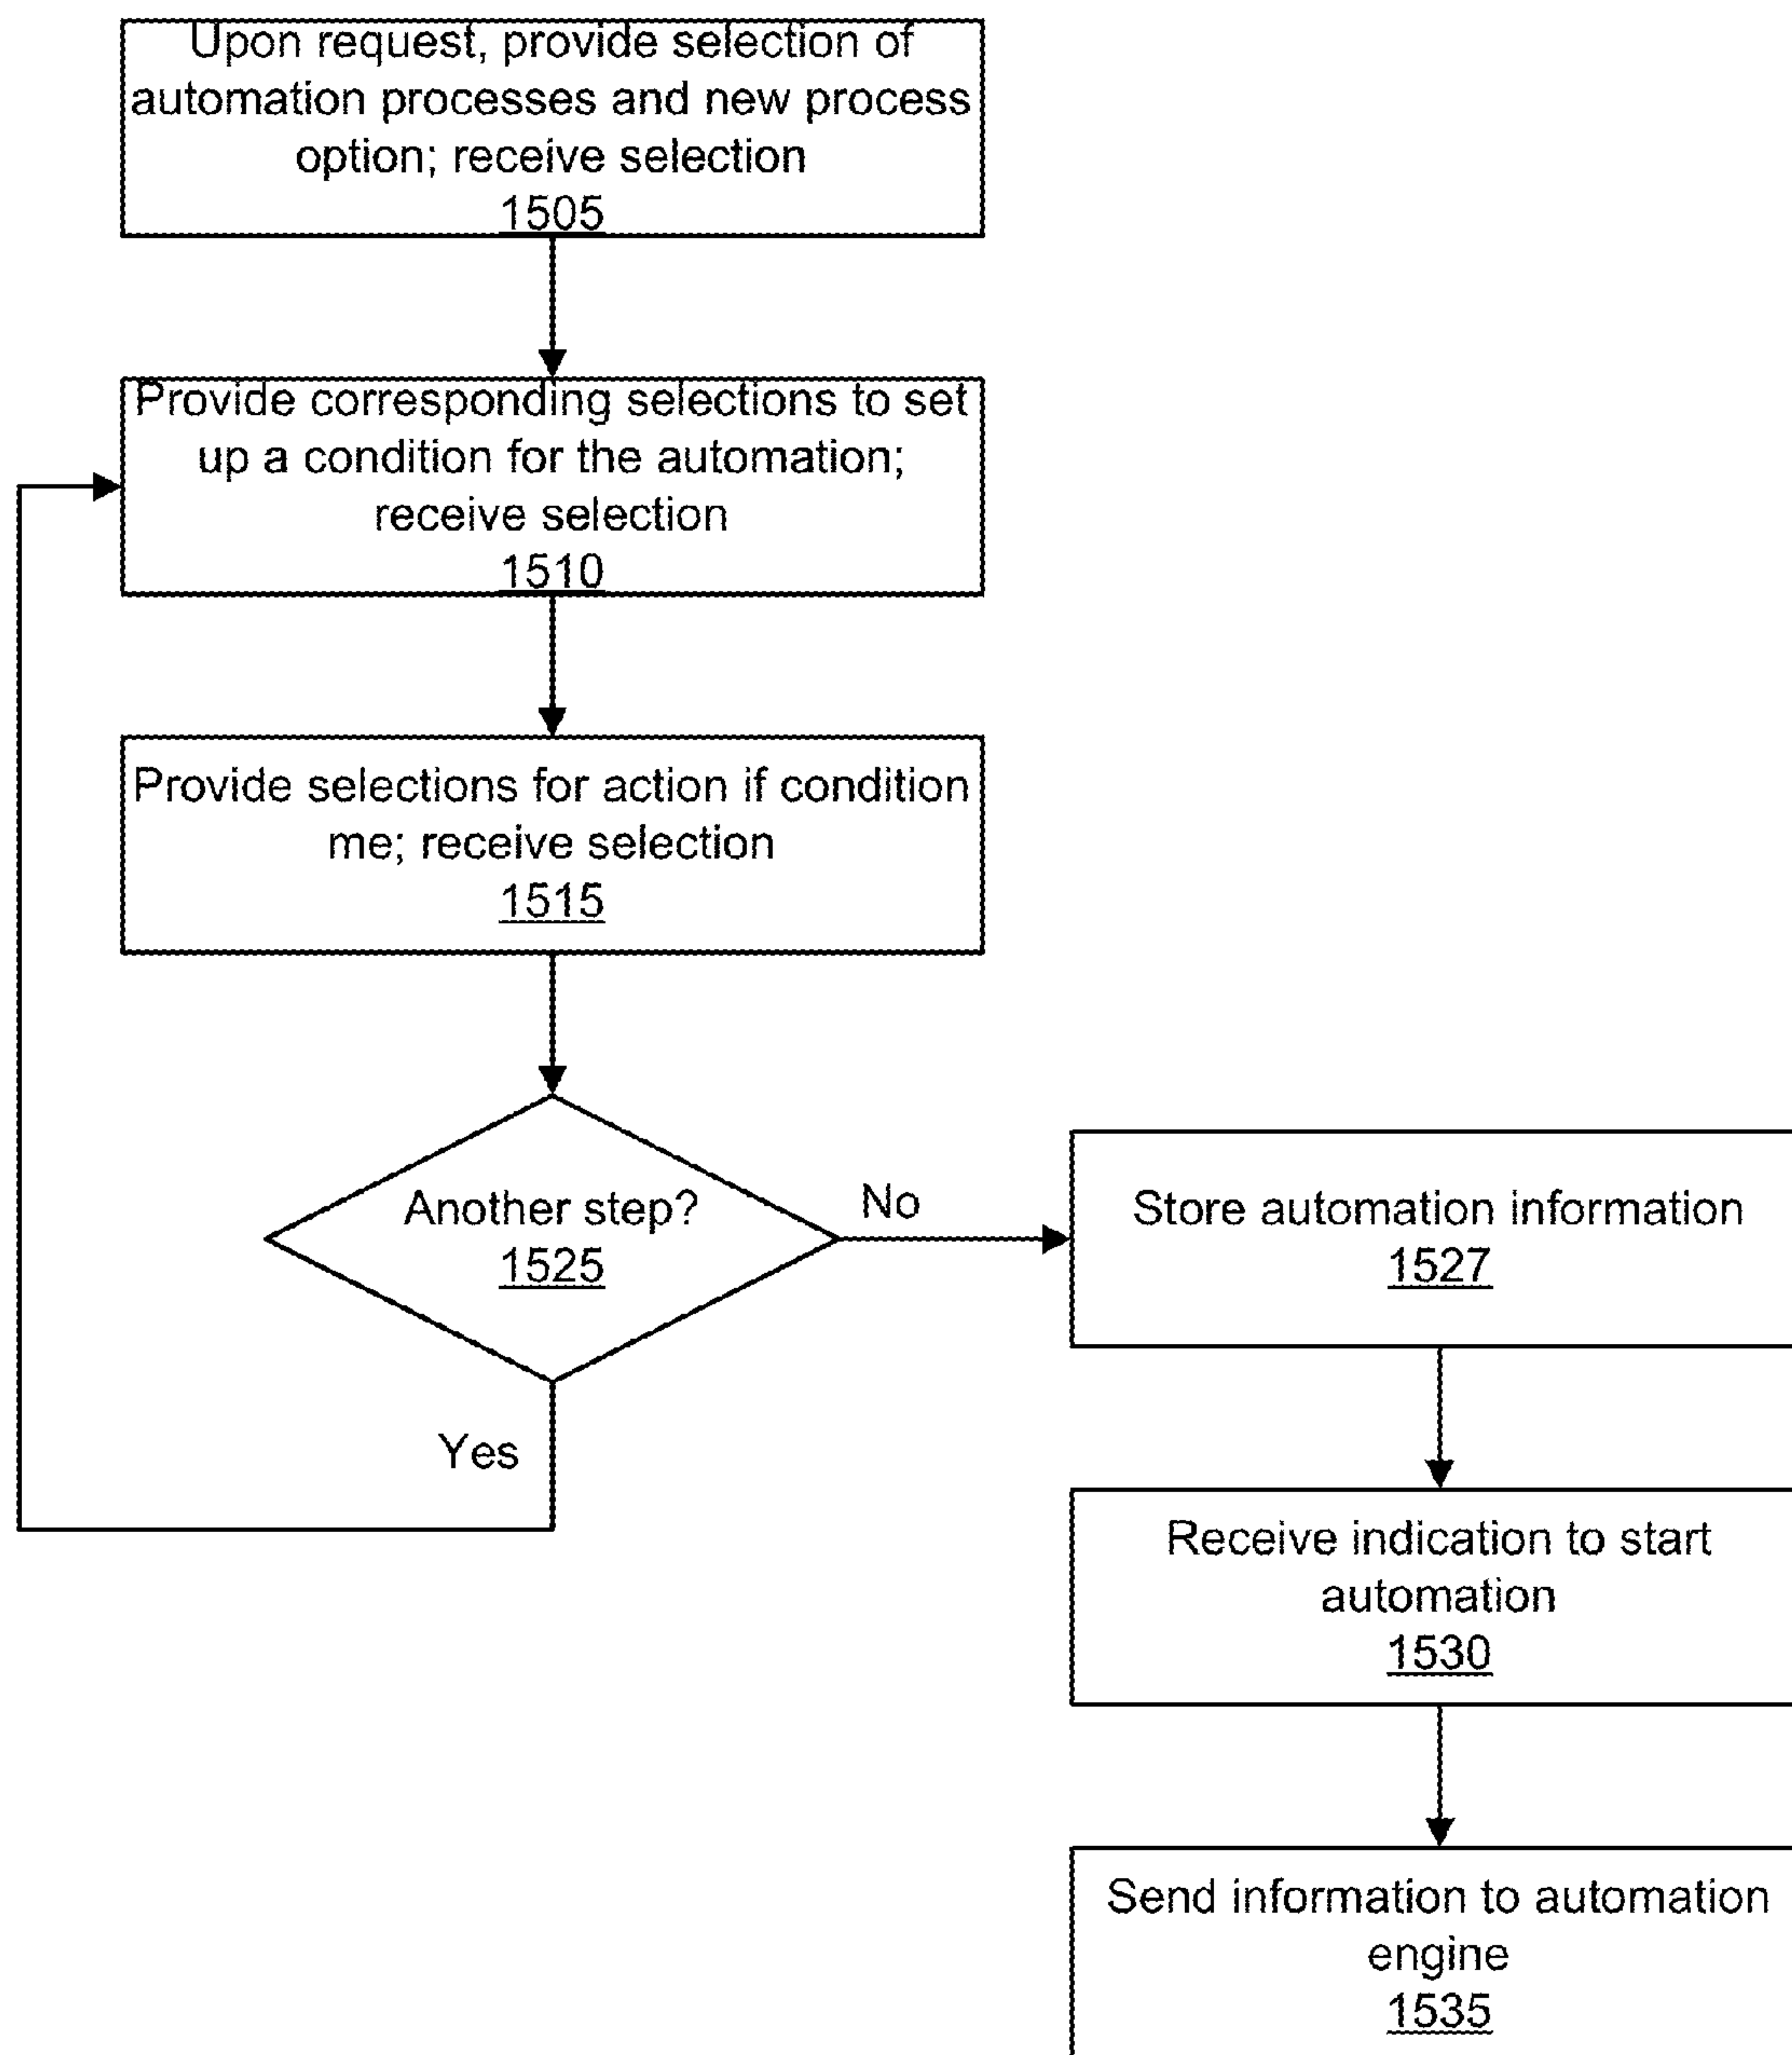 Upon request, provide selection of
automation processes and new process
option; receive selection
1505
Provide corresponding selections to set
up a condition for the automation;
receive selection
1510
Provide selections for action if condition
me; receive selection
1515
Another step?
1525
No
Yes
Store automation information
1527
Receive indication to start
automation
1530
Send information to automation
engine
1535